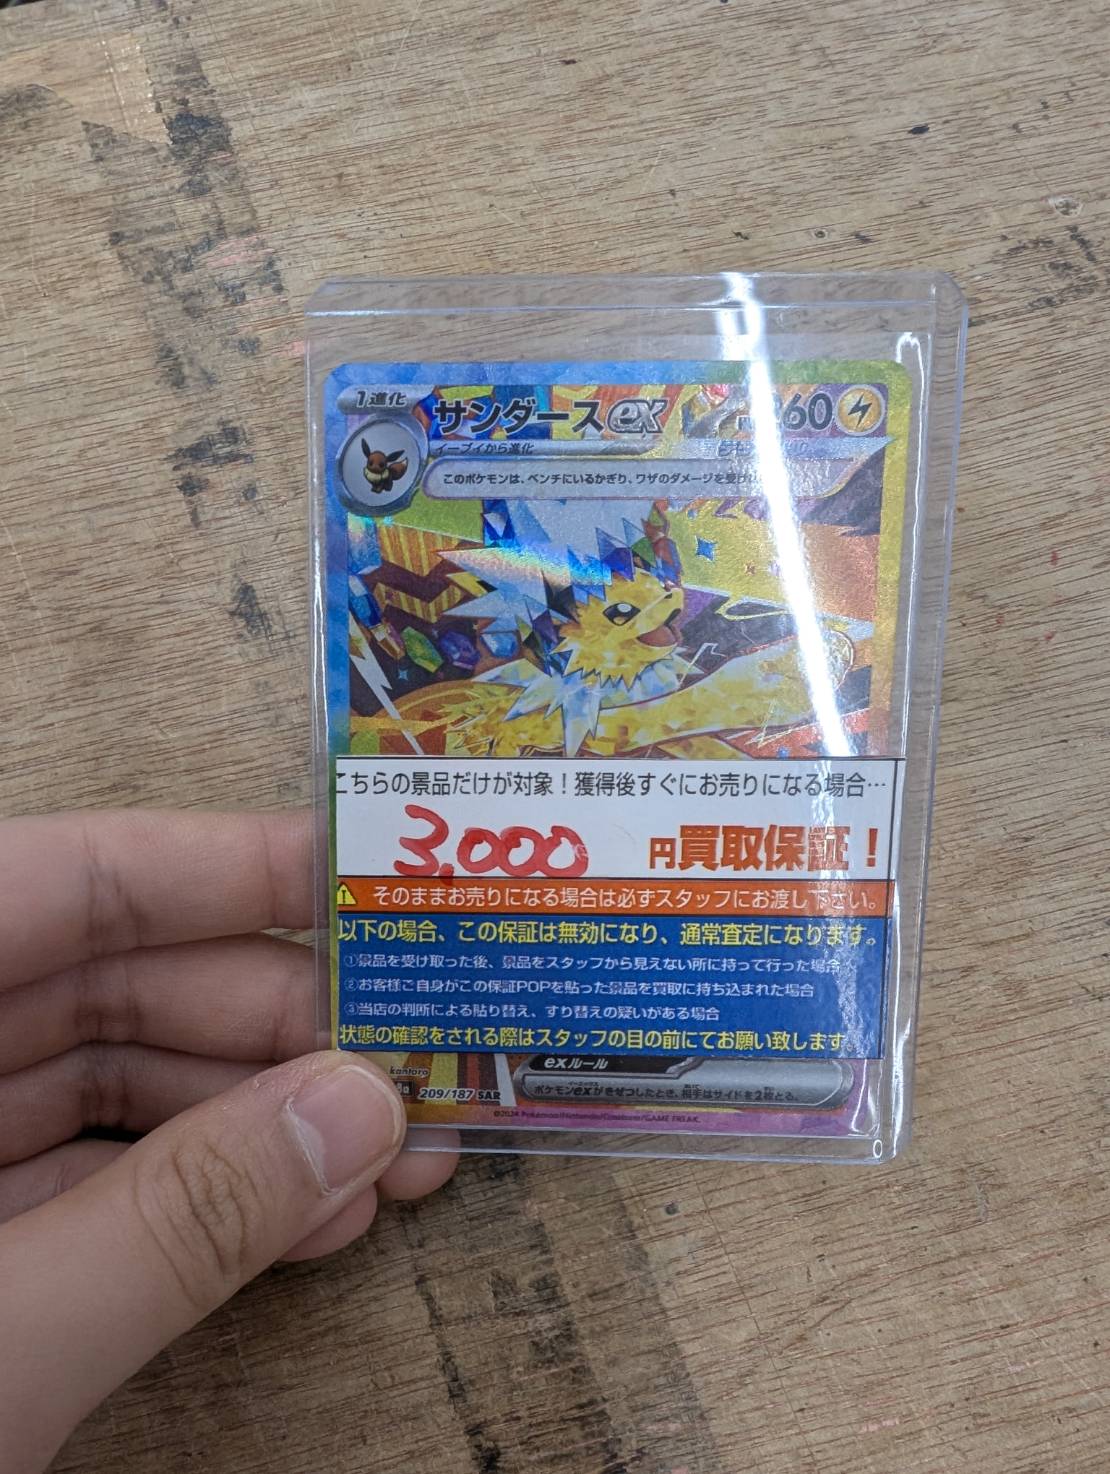 1進化
サンダースex
260
イーブイから進化
このポケモンは、ベンチにいるかぎり、ワザのダメージを受け
こちらの景品だけが対象！獲得後すぐにお売りになる場合…
3,000 円買取保証！
そのままお売りになる場合は必ずスタッフにお渡し下さい。
以下の場合、この保証は無効になり、通常査定になります。
①景品を受け取った後、景品をスタッフから見えない所に持って行った場合
②お客様ご自身がこの保証POPを貼った景品を買取に持ち込まれた場合
③当店の判断による貼り替え、すり替えの疑いがある場合
状態の確認をされる際はスタッフの目の前にてお願い致します。
exルール
ポケモンexがきぜつしたとき、相手はサイドを2枚とる。
kantaro
209/187 SAR
©2024 Pokémon/Nintendo/Creatures/GAME FREAK.